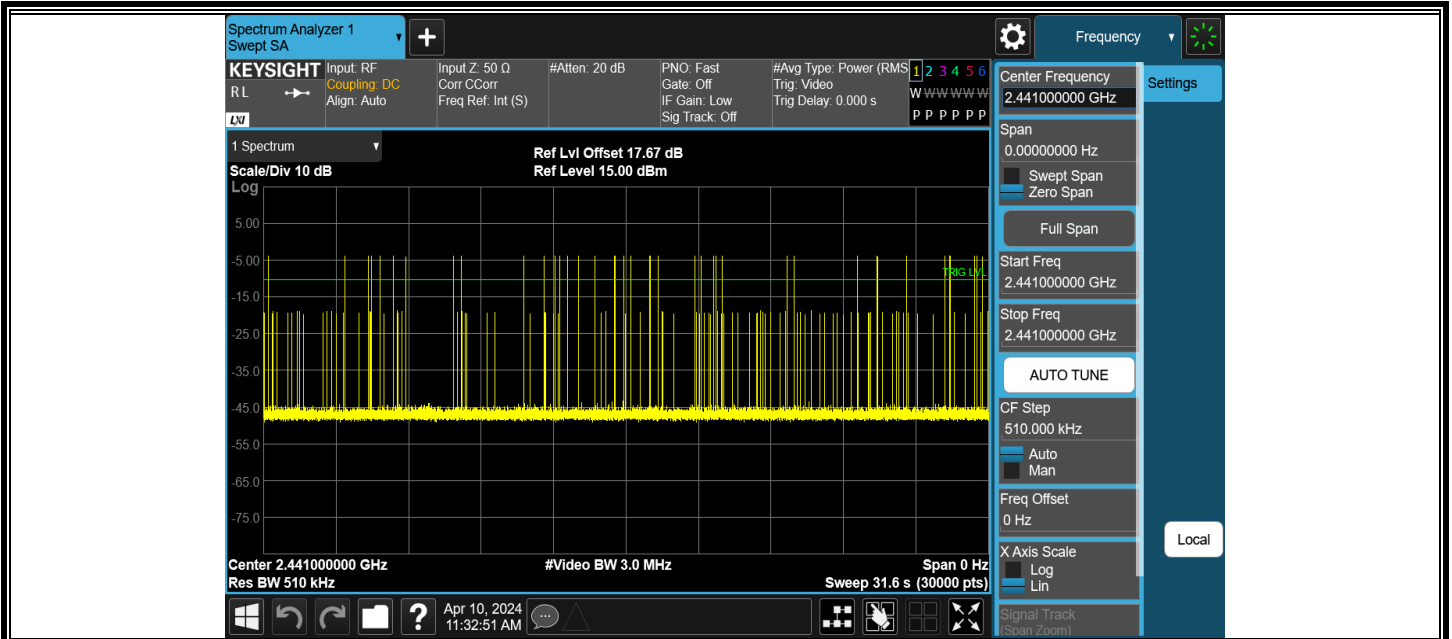 Spectrum Analyzer 1
Swept SA
Frequency
KEYSIGHT
R L
LXI
Input: RF
Coupling: DC
Align: Auto
Input Z: 50 Ω
Corr CCorr
Freq Ref: Int (S)
#Atten: 20 dB
PNO: Fast
Gate: Off
IF Gain: Low
Sig Track: Off
#Avg Type: Power (RMS
Trig: Video
Trig Delay: 0.000 s
1 2 3 4 5 6
W W W W W W
P P P P P P
1 Spectrum
Scale/Div 10 dB
Log
Ref Lvl Offset 17.67 dB
Ref Level 15.00 dBm
5.00
-5.00
TRIG LVL
-15.0
-25.0
-35.0
-45.0
-55.0
-65.0
-75.0
Center 2.441000000 GHz
#Video BW 3.0 MHz
Span 0 Hz
Res BW 510 kHz
Sweep 31.6 s (30000 pts)
?
Apr 10, 2024
11:32:51 AM
Center Frequency
2.441000000 GHz
Settings
Span
0.00000000 Hz
Swept Span
Zero Span
Full Span
Start Freq
2.441000000 GHz
Stop Freq
2.441000000 GHz
AUTO TUNE
CF Step
510.000 kHz
Auto
Man
Freq Offset
0 Hz
X Axis Scale
Log
Lin
Local
Signal Track
(Span Zoom)